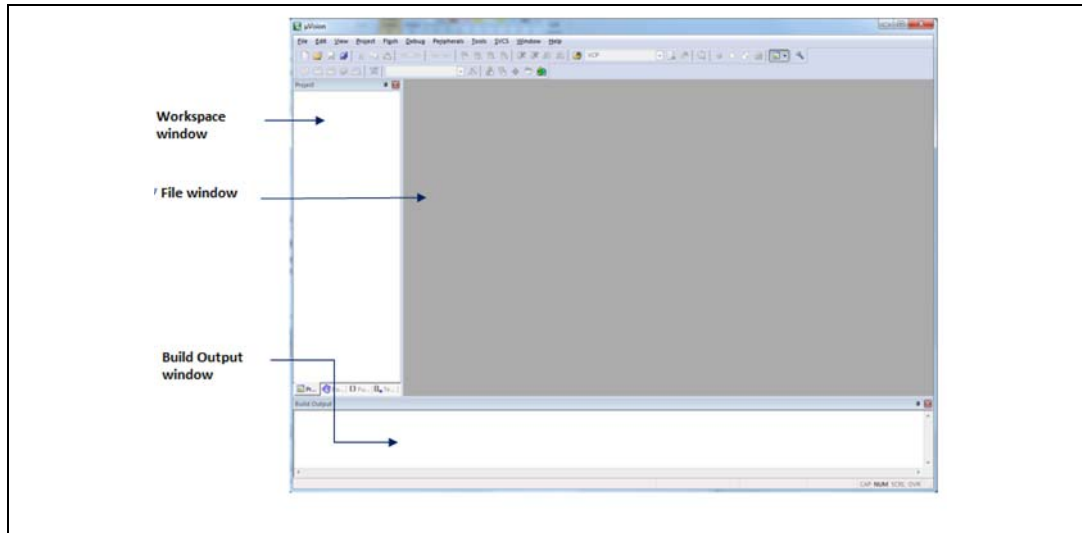 µVision
File Edit View Project Flash Debug Peripherals Tools SVCS Window Help
VCP
Project
Workspace
window
File window
Build Output
window
Build Output
CAP NUM SCRL OVR